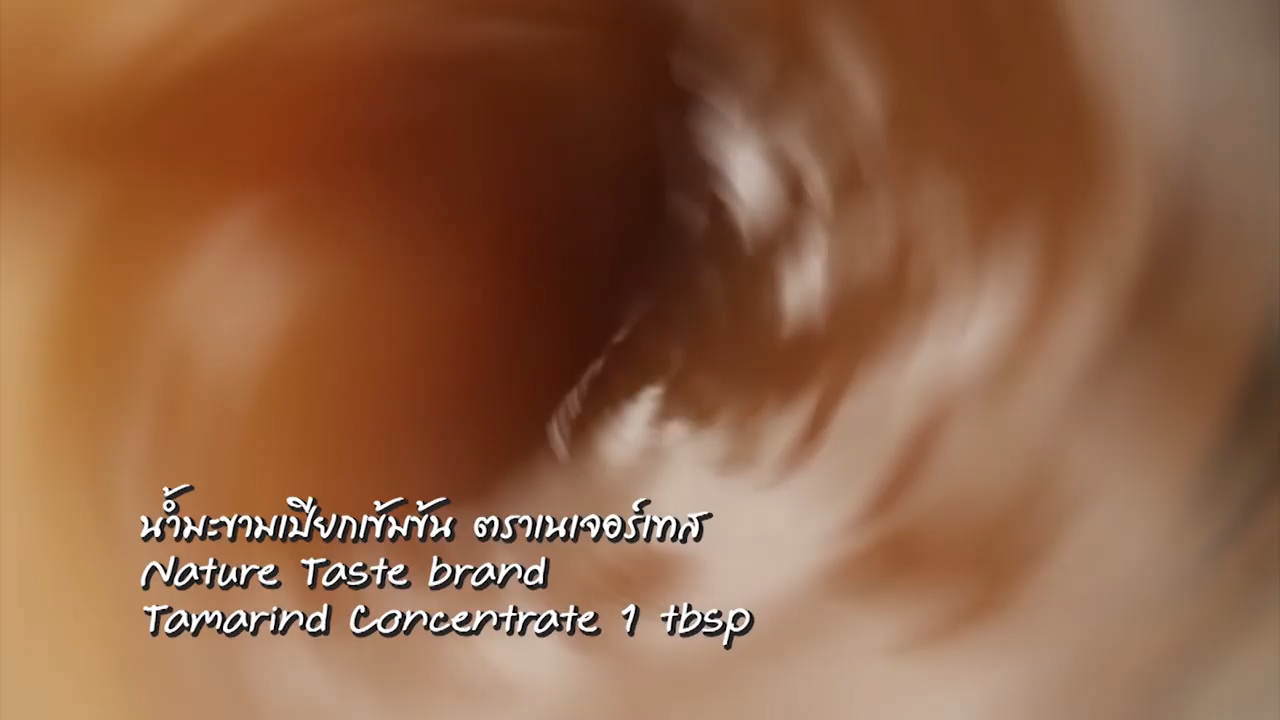 น้ำมะขามเปียกเข้มข้น ตราเนเจอร์เทส
Nature Taste brand
Tamarind Concentrate 1 tbsp